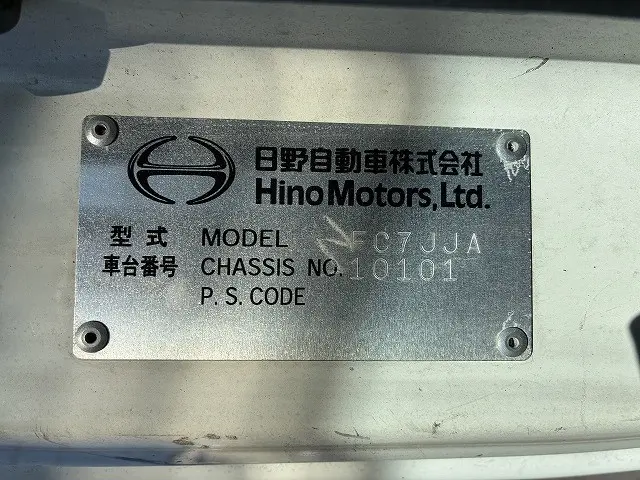 日野自動車株式会社
Hino Motors, Ltd.
型式 MODEL FC7JJA
車台番号 CHASSIS NO. 10101
P. S. CODE